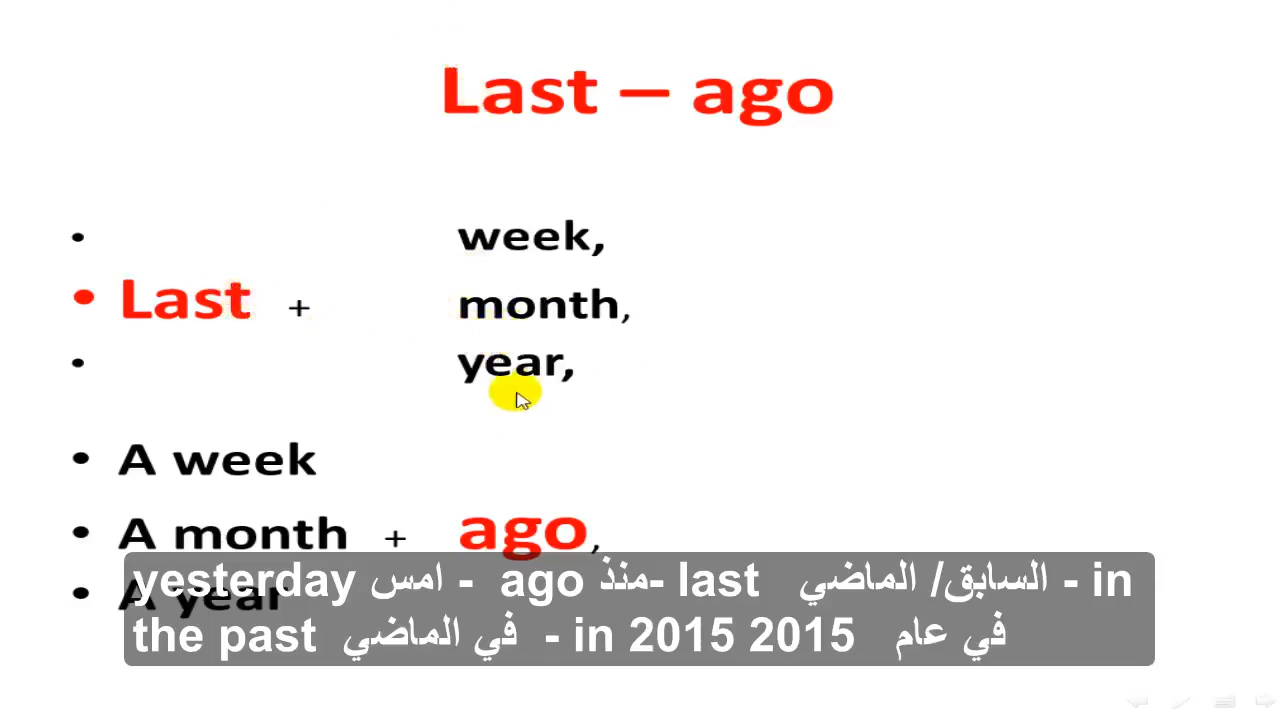 Last – ago
• week,
• Last + month,
• year,
• A week
• A month + ago,
• A year
yesterday امس - ago منذ- last السابق/ الماضي - in
the past في الماضي - in 2015 2015 في عام